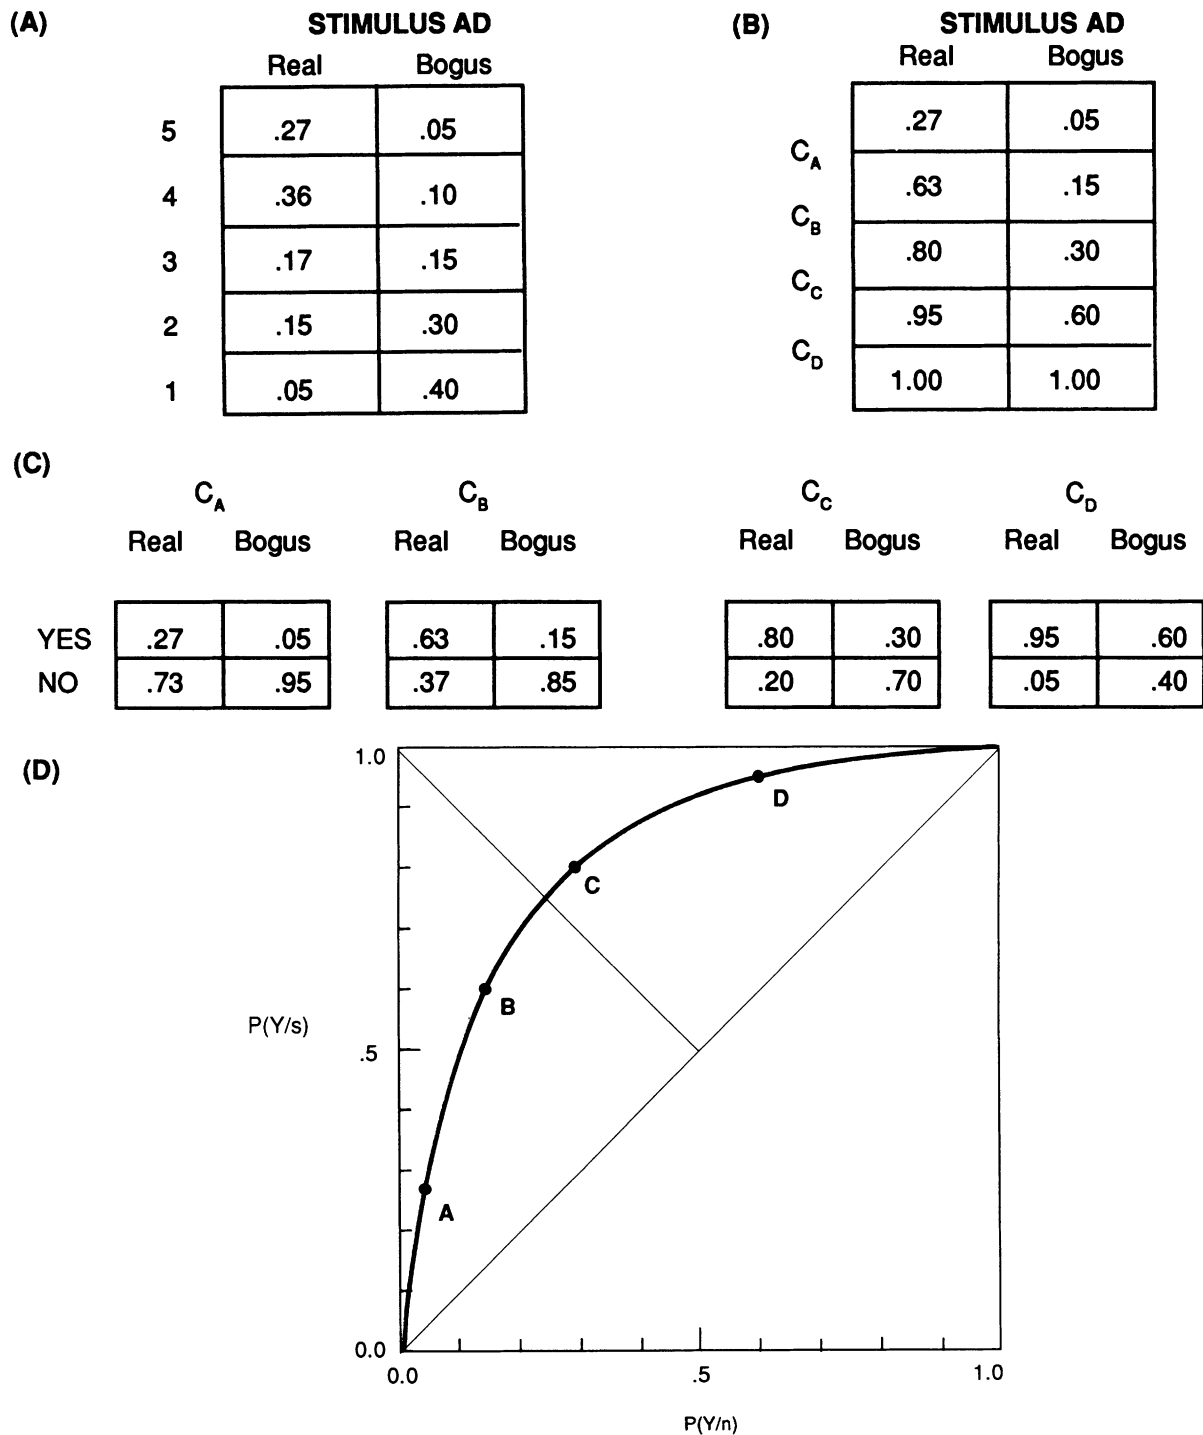 (A) STIMULUS AD
Real Bogus
5 .27 .05
4 .36 .10
3 .17 .15
2 .15 .30
1 .05 .40
(B) STIMULUS AD
Real Bogus
.27 .05
CA
.63 .15
CB
.80 .30
CC
.95 .60
CD
1.00 1.00
(C)
CA CB CC CD
Real Bogus Real Bogus Real Bogus Real Bogus
YES .27 .05 .63 .15 .80 .30 .95 .60
NO .73 .95 .37 .85 .20 .70 .05 .40
(D)
1.0
D
C
B
P(Y/s)
.5
A
0.0
0.0 .5 1.0
P(Y/n)